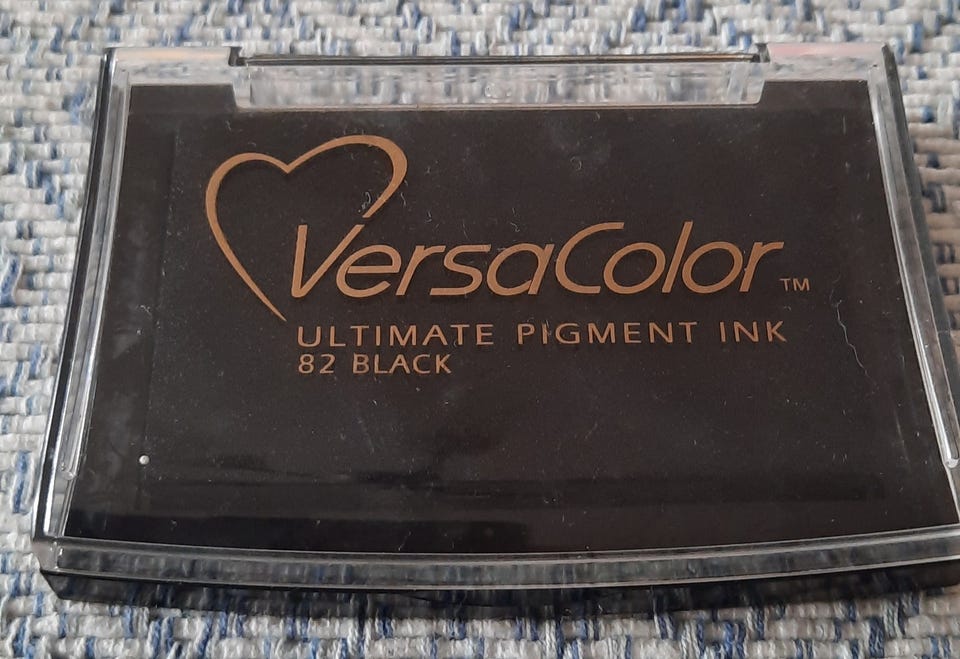 VersaColor™
ULTIMATE PIGMENT INK
82 BLACK